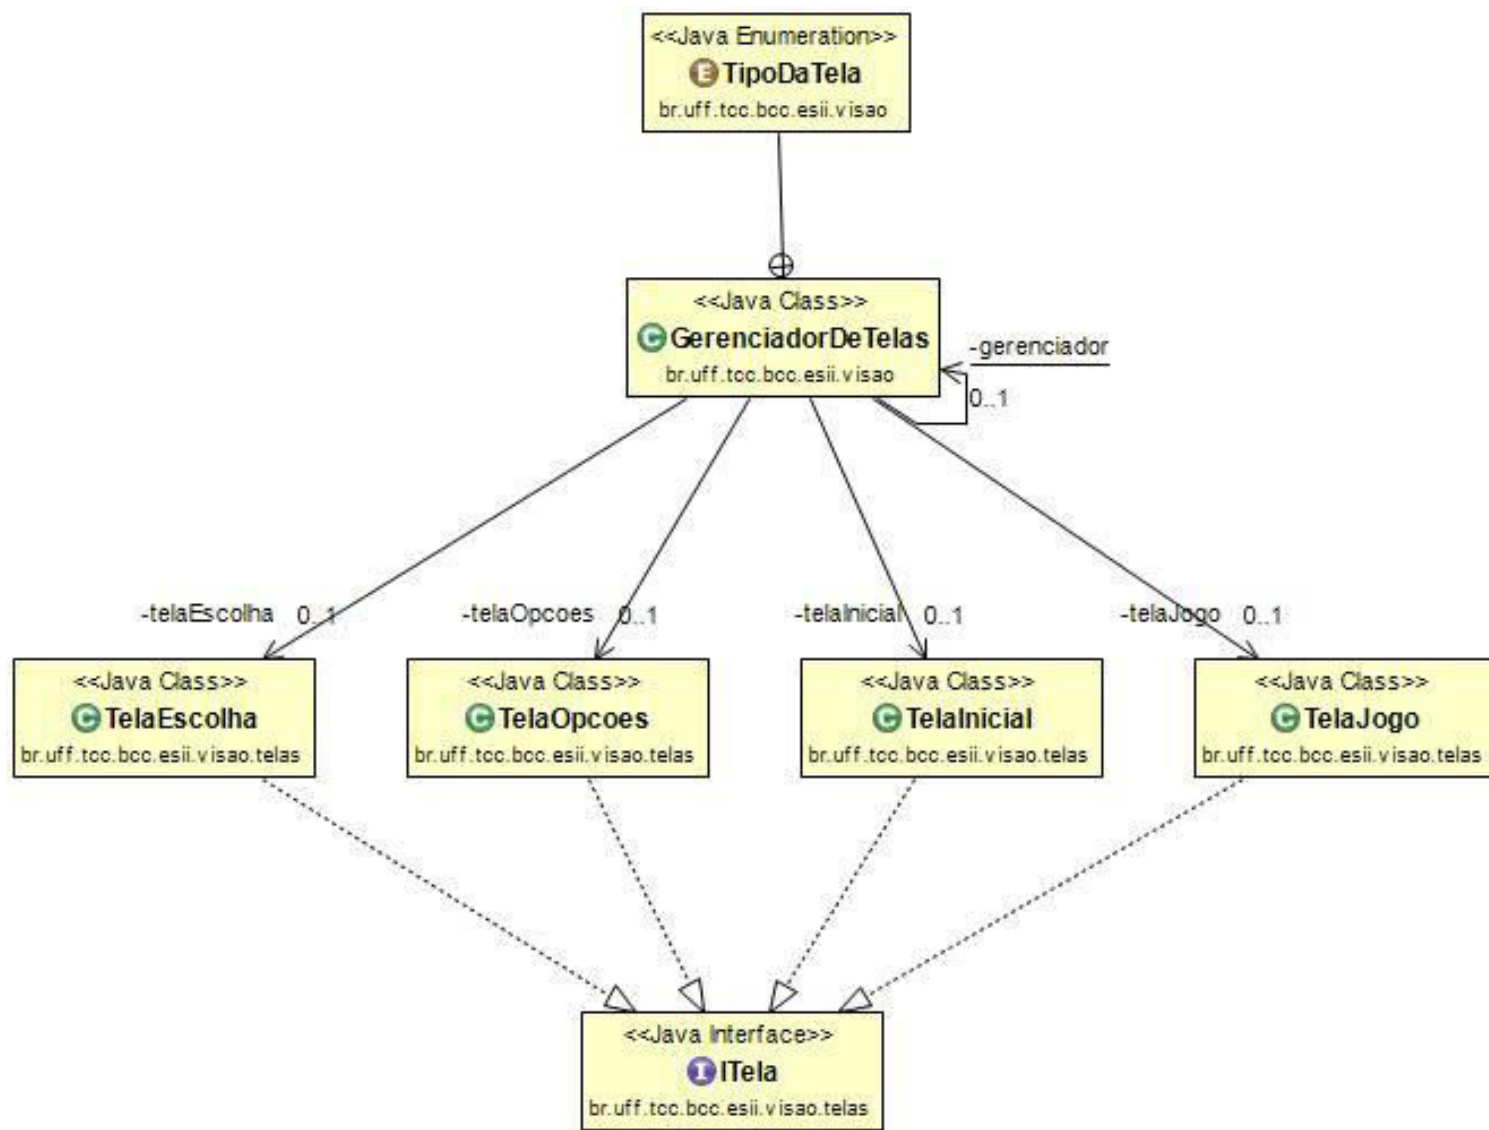 <<Java Enumeration>>
E TipoDaTela
br.uff.tcc.bcc.esii.visao
<<Java Class>>
C GerenciadorDeTelas
br.uff.tcc.bcc.esii.visao
-gerenciador
0..1
-telaEscolha 0..1
-telaOpcoes 0..1
-telaInicial 0..1
-telaJogo 0..1
<<Java Class>>
C TelaEscolha
br.uff.tcc.bcc.esii.visao.telas
<<Java Class>>
C TelaOpcoes
br.uff.tcc.bcc.esii.visao.telas
<<Java Class>>
C TelaInicial
br.uff.tcc.bcc.esii.visao.telas
<<Java Class>>
C TelaJogo
br.uff.tcc.bcc.esii.visao.telas
<<Java Interface>>
I ITela
br.uff.tcc.bcc.esii.visao.telas